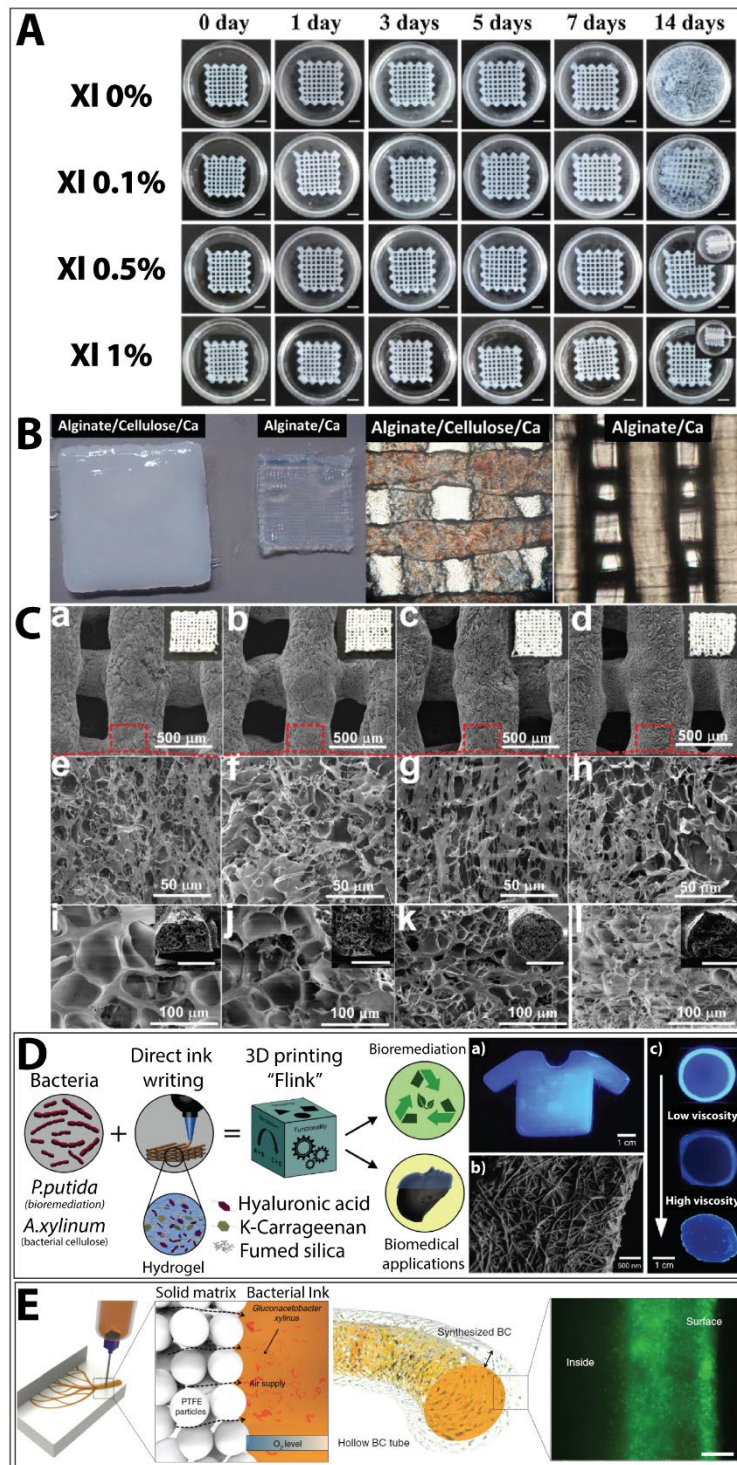 A
0 day 1 day 3 days 5 days 7 days 14 days
Xl 0%
Xl 0.1%
Xl 0.5%
Xl 1%
B
Alginate/Cellulose/Ca Alginate/Ca Alginate/Cellulose/Ca Alginate/Ca
C
a b c d
500 µm 500 µm 500 µm 500 µm
e f g h
50 µm 50 µm 50 µm 50 µm
i j k l
100 µm 100 µm 100 µm 100 µm
D
Bacteria
+
Direct ink
writing
=
3D printing
"Flink"
Functionality
P.putida
(bioremediation)
A.xylinum
(bacterial cellulose)
Hydrogel
Hyaluronic acid
K-Carrageenan
Fumed silica
Bioremediation
Biomedical
applications
a)
1 cm
b)
500 nm
c)
Low viscosity
High viscosity
1 cm
E
Solid matrix Bacterial Ink
Gluconacetobacter
xylinus
Air supply
PTFE
particles
O₂ level
Synthesized BC
Hollow BC tube
Inside
Surface